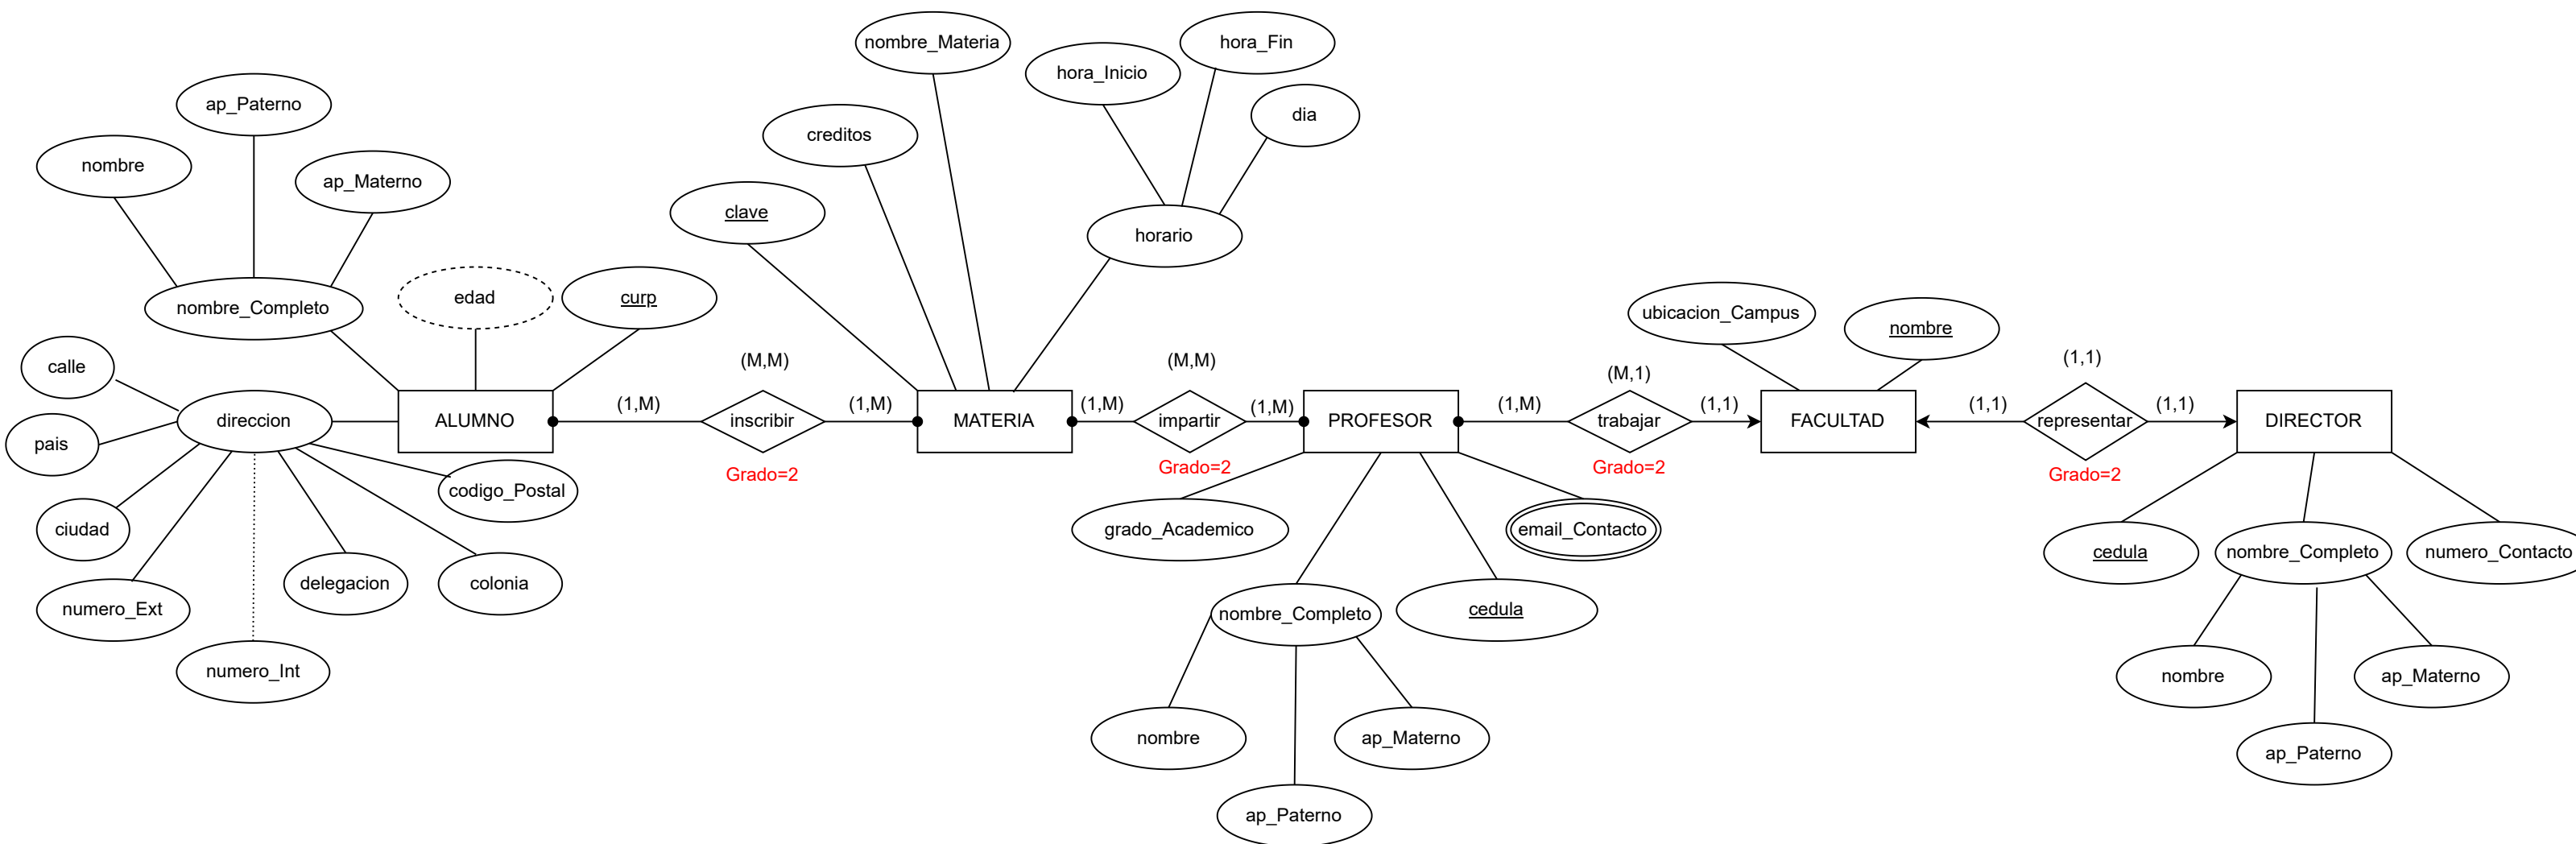 nombre_Materia
hora_Fin
hora_Inicio
ap_Paterno
dia
creditos
nombre
ap_Materno
clave
horario
edad
curp
nombre_Completo
ubicacion_Campus
nombre
calle
(M,M)
(M,M)
(M,1)
(1,1)
direccion
ALUMNO
(1,M)
inscribir
(1,M)
MATERIA
(1,M)
impartir
(1,M)
PROFESOR
(1,M)
trabajar
(1,1)
FACULTAD
(1,1)
representar
(1,1)
DIRECTOR
pais
Grado=2
Grado=2
Grado=2
Grado=2
codigo_Postal
ciudad
grado_Academico
email_Contacto
cedula
nombre_Completo
numero_Contacto
delegacion
colonia
numero_Ext
nombre_Completo
cedula
numero_Int
nombre
ap_Materno
nombre
ap_Materno
ap_Paterno
ap_Paterno